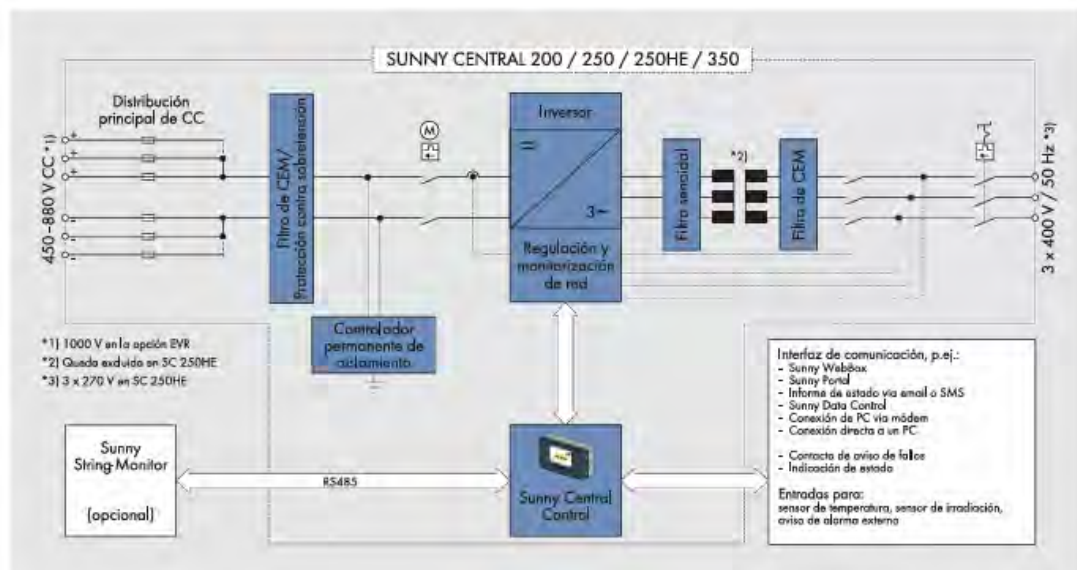 SUNNY CENTRAL 200 / 250 / 250HE / 350
Distribución
principal de CC
450-880 V CC *1)
+
+
+
-
-
-
Filtro de CEM/
Protección contra sobretensión
M
Inversor
=
3~
Regulación y
monitorización
de red
Filtro senoidal
*2)
Filtro de CEM
3 x 400 V / 50 Hz *3)
Controlador
permanente de
aislamiento
*1) 1000 V en la opción EVR
*2) Queda excluido en SC 250HE
*3) 3 x 270 V en SC 250HE
Sunny
String-Monitor
(opcional)
RS485
Sunny Central
Control
Interfaz de comunicación, p.ej.:
- Sunny WebBox
- Sunny Portal
- Informe de estado via email o SMS
- Sunny Data Control
- Conexión de PC via módem
- Conexión directa a un PC
- Contacto de aviso de fallos
- Indicación de estado
Entradas para:
sensor de temperatura, sensor de irradiación,
aviso de alarma externo